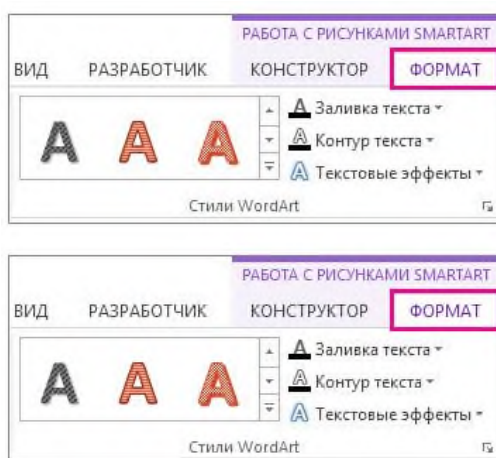 РАБОТА С РИСУНКАМИ SMARTART
ВИД РАЗРАБОТЧИК КОНСТРУКТОР ФОРМАТ
А А А Заливка текста
Контур текста
Текстовые эффекты
Стили WordArt
РАБОТА С РИСУНКАМИ SMARTART
ВИД РАЗРАБОТЧИК КОНСТРУКТОР ФОРМАТ
А А А Заливка текста
Контур текста
Текстовые эффекты
Стили WordArt